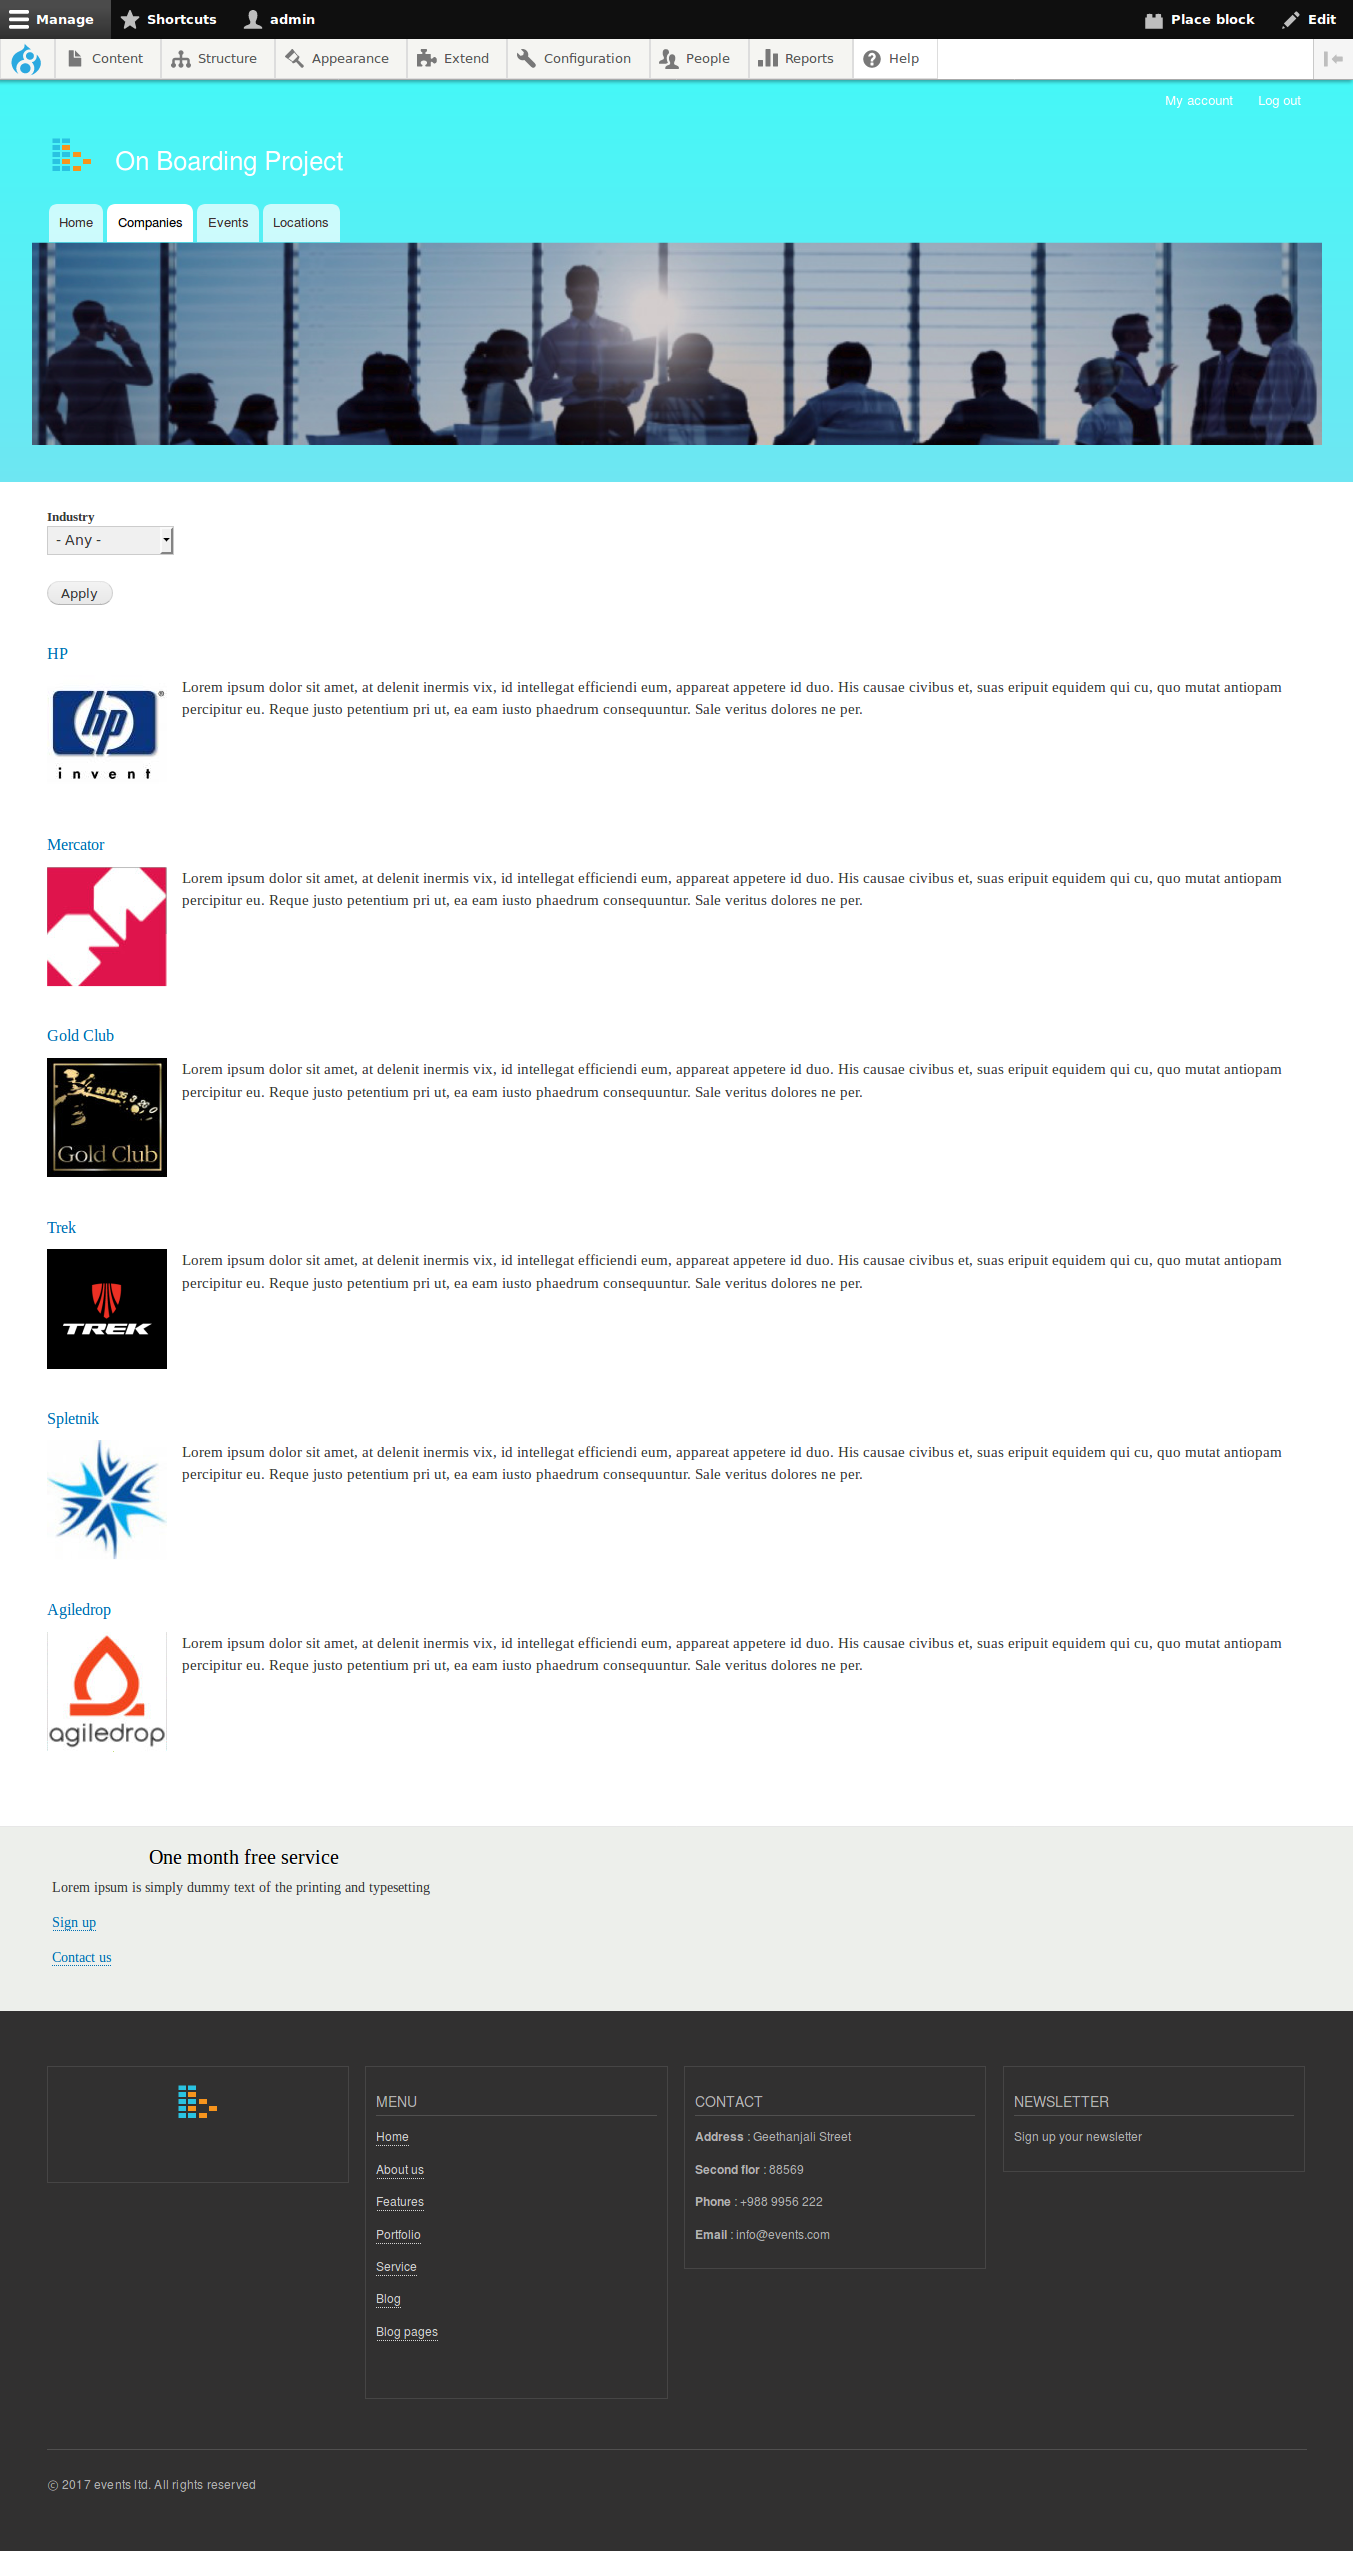 Manage Shortcuts admin Place block Edit
Content Structure Appearance Extend Configuration People Reports Help
My account Log out
On Boarding Project
Home Companies Events Locations
Industry
- Any -
Apply
HP
Lorem ipsum dolor sit amet, at delenit inermis vix, id intellegat efficiendi eum, appareat appetere id duo. His causae civibus et, suas eripuit equidem qui cu, quo mutat antiopam
percipitur eu. Reque justo petentium pri ut, ea eam iusto phaedrum consequuntur. Sale veritus dolores ne per.
hp ®
invent
Mercator
Lorem ipsum dolor sit amet, at delenit inermis vix, id intellegat efficiendi eum, appareat appetere id duo. His causae civibus et, suas eripuit equidem qui cu, quo mutat antiopam
percipitur eu. Reque justo petentium pri ut, ea eam iusto phaedrum consequuntur. Sale veritus dolores ne per.
Gold Club
Lorem ipsum dolor sit amet, at delenit inermis vix, id intellegat efficiendi eum, appareat appetere id duo. His causae civibus et, suas eripuit equidem qui cu, quo mutat antiopam
percipitur eu. Reque justo petentium pri ut, ea eam iusto phaedrum consequuntur. Sale veritus dolores ne per.
Gold Club
Trek
Lorem ipsum dolor sit amet, at delenit inermis vix, id intellegat efficiendi eum, appareat appetere id duo. His causae civibus et, suas eripuit equidem qui cu, quo mutat antiopam
percipitur eu. Reque justo petentium pri ut, ea eam iusto phaedrum consequuntur. Sale veritus dolores ne per.
TREK
Spletnik
Lorem ipsum dolor sit amet, at delenit inermis vix, id intellegat efficiendi eum, appareat appetere id duo. His causae civibus et, suas eripuit equidem qui cu, quo mutat antiopam
percipitur eu. Reque justo petentium pri ut, ea eam iusto phaedrum consequuntur. Sale veritus dolores ne per.
Agiledrop
Lorem ipsum dolor sit amet, at delenit inermis vix, id intellegat efficiendi eum, appareat appetere id duo. His causae civibus et, suas eripuit equidem qui cu, quo mutat antiopam
percipitur eu. Reque justo petentium pri ut, ea eam iusto phaedrum consequuntur. Sale veritus dolores ne per.
agiledrop
One month free service
Lorem ipsum is simply dummy text of the printing and typesetting
Sign up
Contact us
MENU
Home
About us
Features
Portfolio
Service
Blog
Blog pages
CONTACT
Address : Geethanjali Street
Second flor : 88569
Phone : +988 9956 222
Email : info@events.com
NEWSLETTER
Sign up your newsletter
© 2017 events ltd. All rights reserved